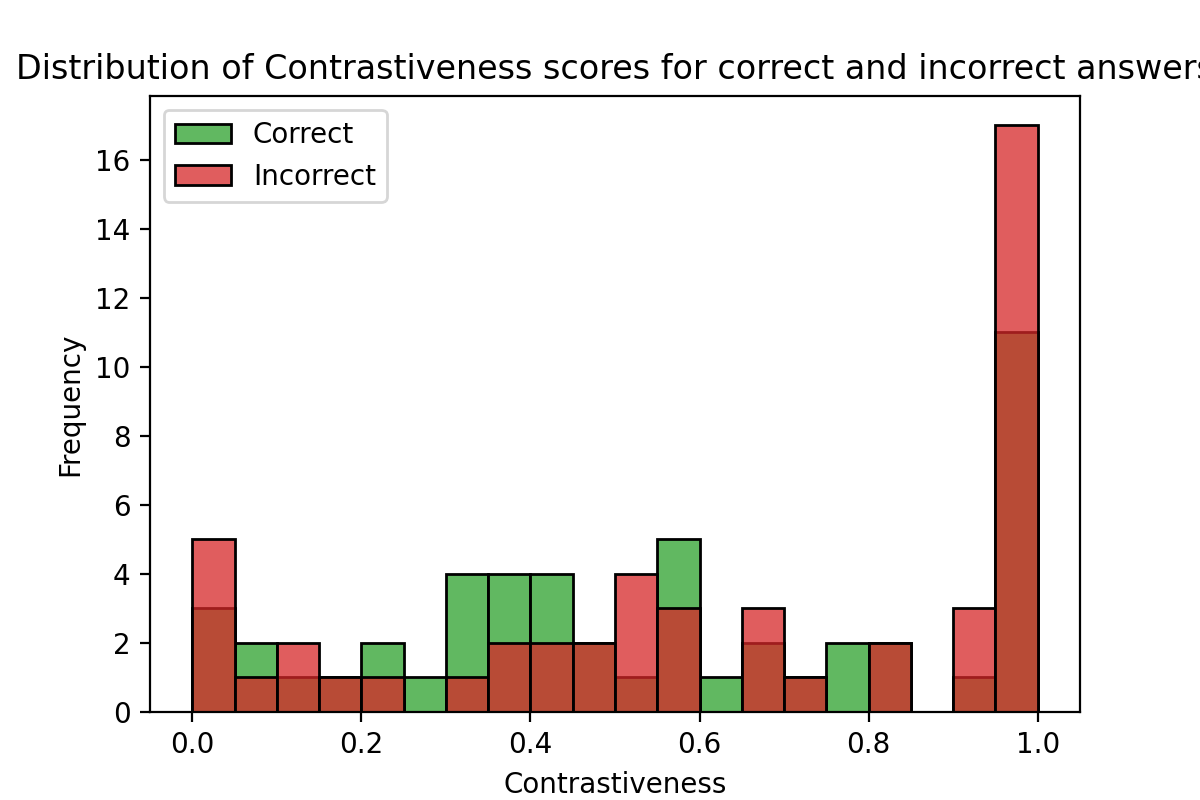 Distribution of Contrastiveness scores for correct and incorrect answers
Correct
Incorrect
16
14
12
10
8
6
4
2
0
Frequency
0.0 0.2 0.4 0.6 0.8 1.0
Contrastiveness